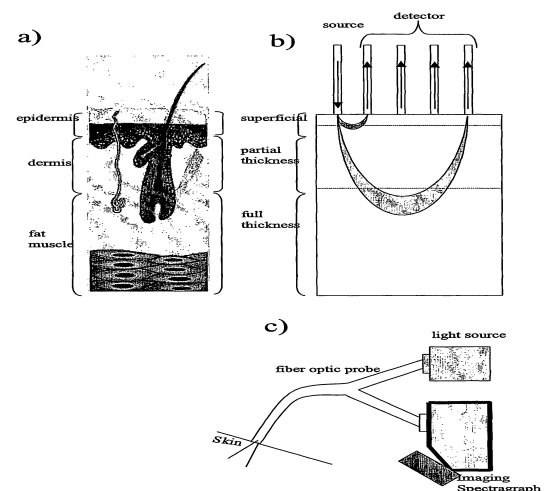 a)
epidermis
dermis
fat
muscle
b)
source
detector
superficial
partial
thickness
full
thickness
c)
light source
fiber optic probe
Skin
Imaging
Spectragraph